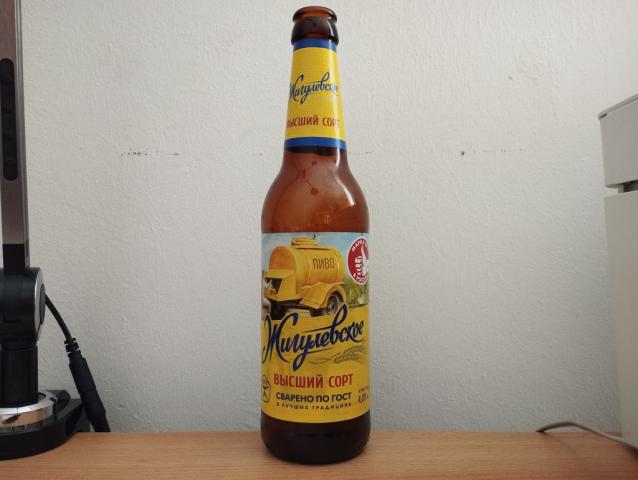 Жигулевское
ВЫСШИЙ СОРТ
ПИВО
Жигулевское
ВЫСШИЙ СОРТ
СВАРЕНО ПО ГОСТ
В ЛУЧШИХ ТРАДИЦИЯХ